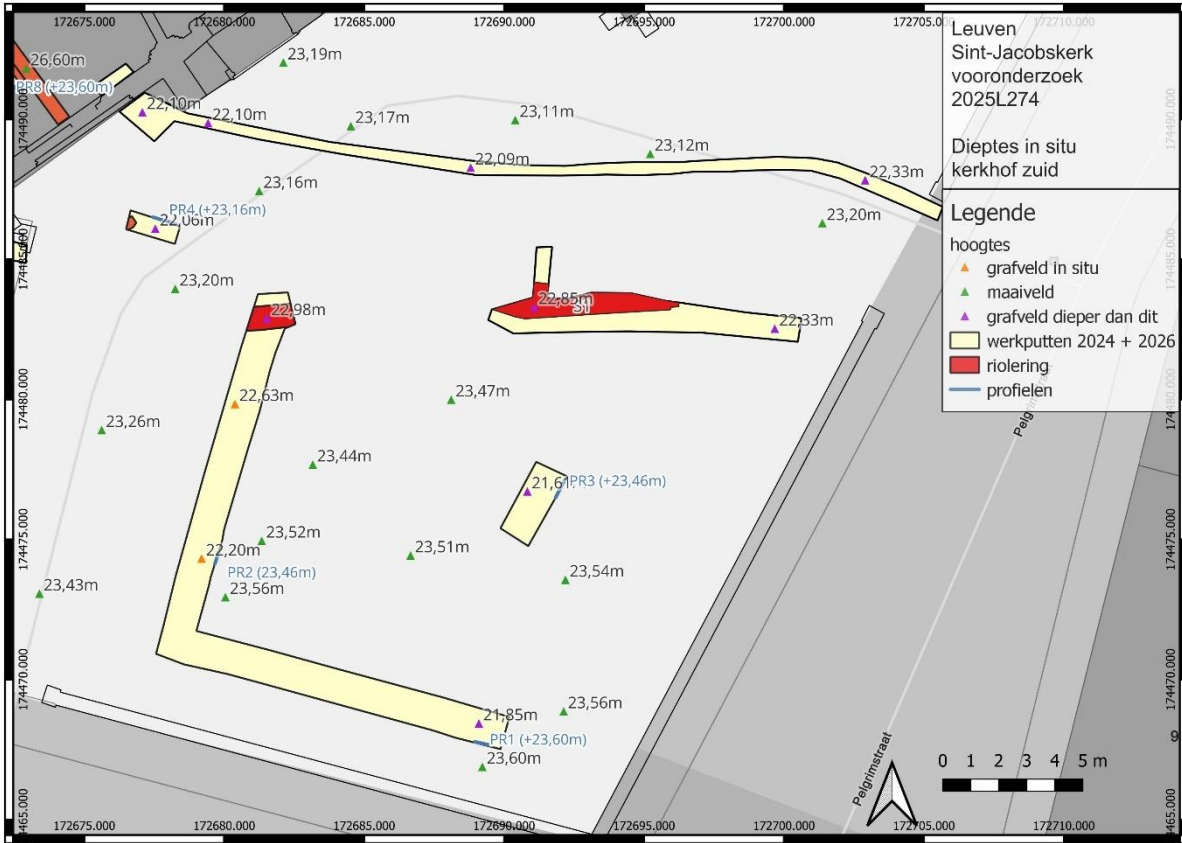 172675.000 172680.000 172685.000 172690.000 172695.000 172700.000 172705.000 172710.000
Leuven
Sint-Jacobskerk
vooronderzoek
2025L274
Dieptes in situ
kerkhof zuid
Legende
hoogtes
grafveld in situ
maaiveld
grafveld dieper dan dit
werkputten 2024 + 2026
riolering
profielen
26,60m
PR8 (+23,60m)
23,19m
22,10m
22,10m
23,17m
23,11m
23,12m
22,09m
22,33m
23,16m
PR4 (+23,16m)
22,06m
23,20m
23,20m
22,98m
22,85m
S1
22,33m
22,63m
23,47m
23,26m
23,44m
21,61
PR3 (+23,46m)
23,52m
22,20m
23,51m
PR2 (23,46m)
23,54m
23,43m
23,56m
21,85m
23,56m
PR1 (+23,60m)
23,60m
Pelgrimstraat
Pelgrimstraat
9
0 1 2 3 4 5 m
174490.000
174485.000
174480.000
174475.000
174470.000
4465.000
174490.000
174485.000
174480.000
174475.000
174470.000
4465.000
172675.000 172680.000 172685.000 172690.000 172695.000 172700.000 172705.000 172710.000